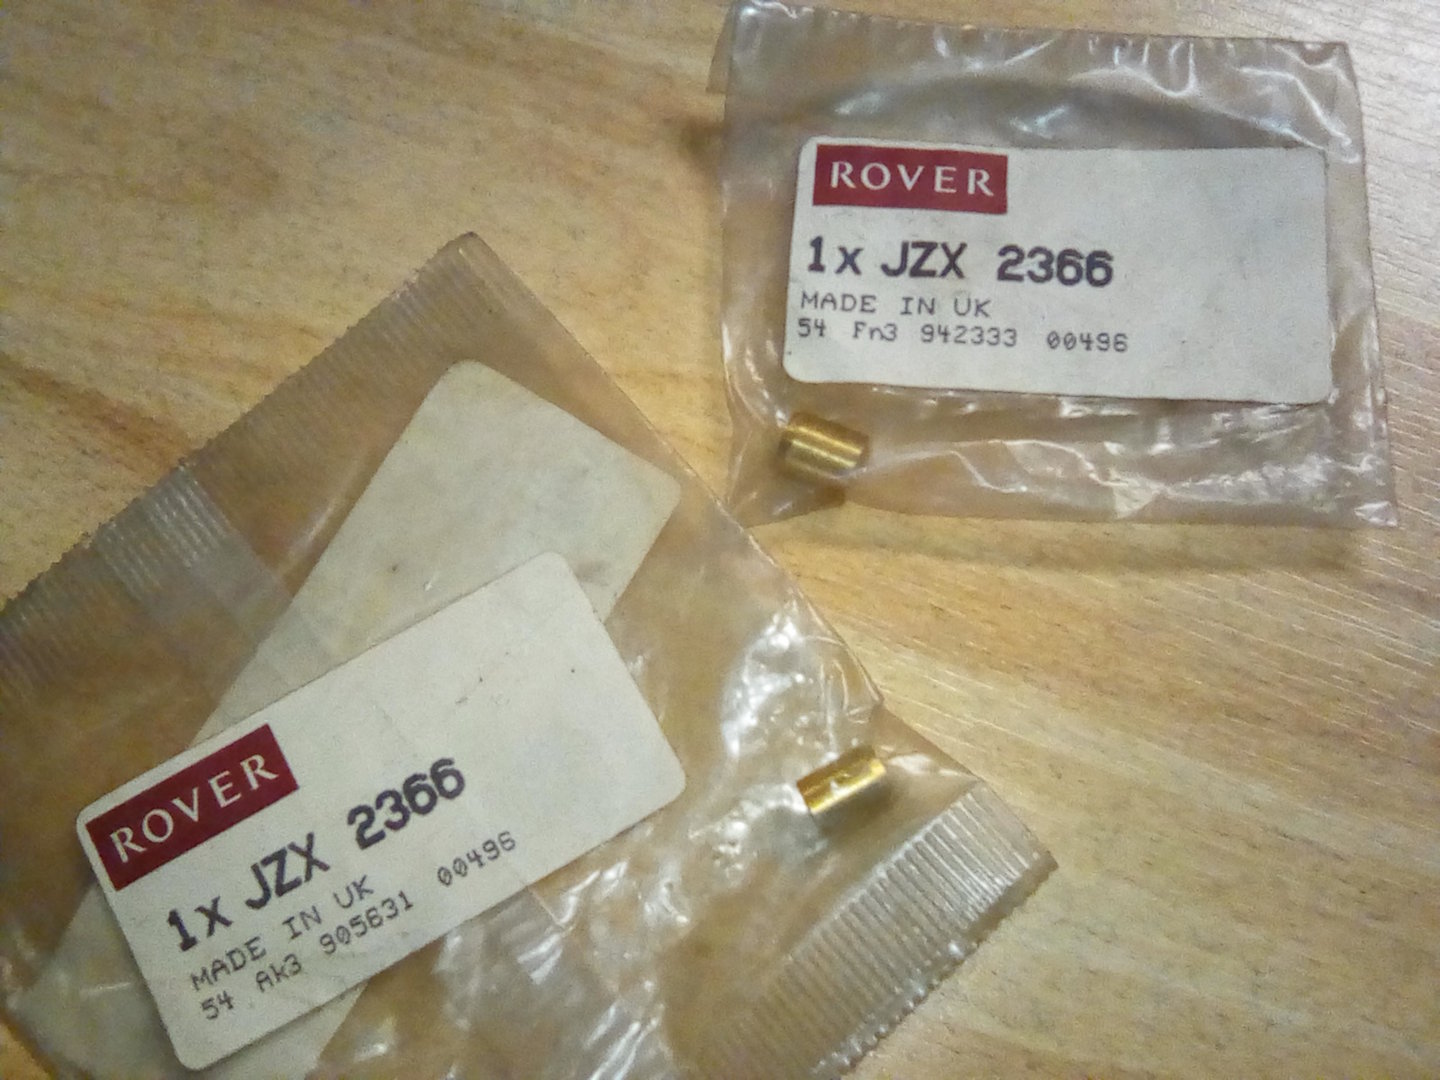 ROVER
1x JZX 2366
MADE IN UK
54 Fn3 942333 00496
ROVER
1x JZX 2366
MADE IN UK
54 Ak3 905631 00496